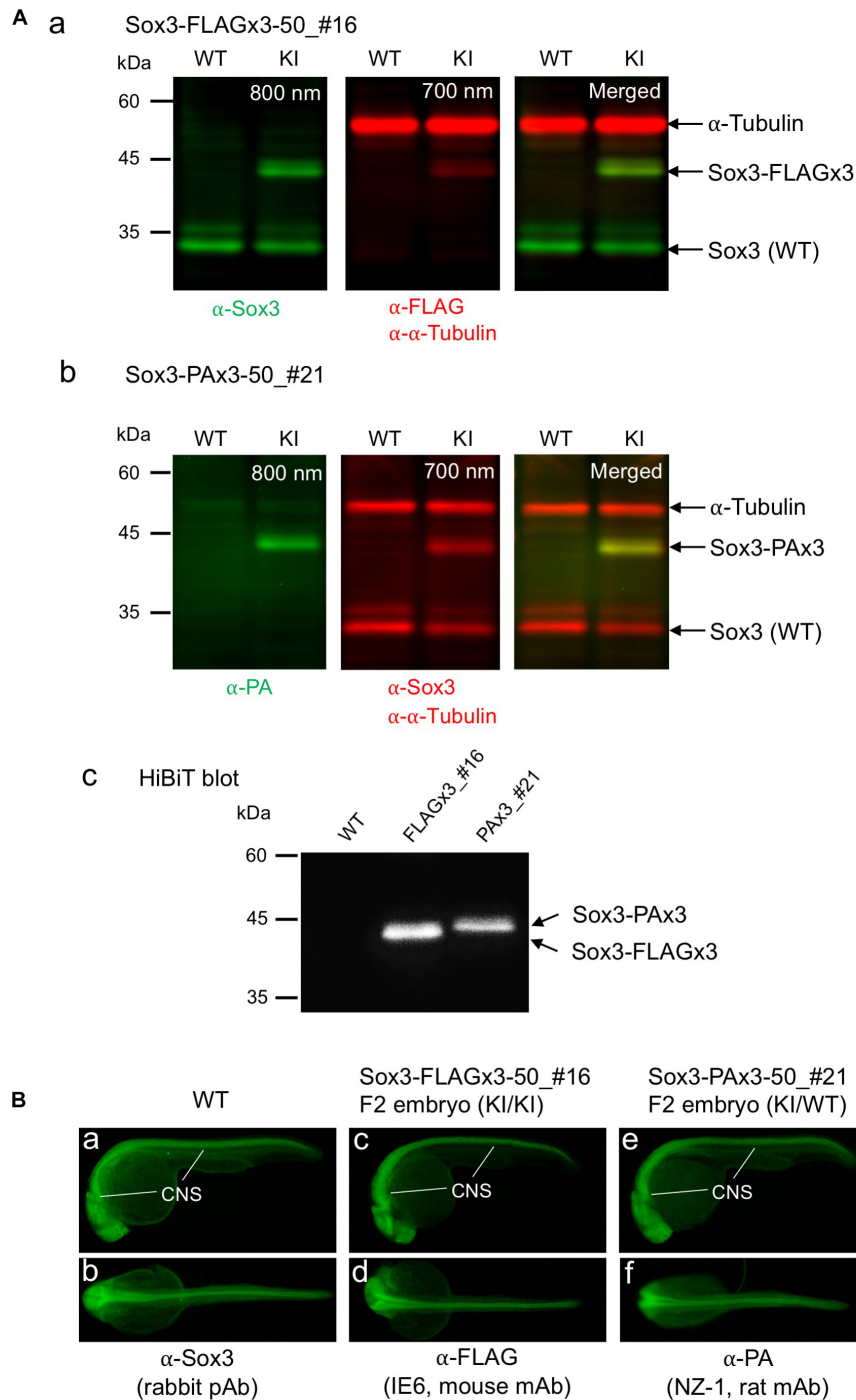 A a Sox3-FLAGx3-50_#16
kDa WT KI WT KI WT KI
800 nm 700 nm Merged
60
α-Tubulin
45
Sox3-FLAGx3
35
Sox3 (WT)
α-Sox3 α-FLAG
α-α-Tubulin
b Sox3-PAx3-50_#21
kDa WT KI WT KI WT KI
800 nm 700 nm Merged
60
α-Tubulin
45
Sox3-PAx3
35
Sox3 (WT)
α-PA α-Sox3
α-α-Tubulin
c HiBiT blot
WT FLAGx3_#16 PAx3_#21
kDa
60
45
Sox3-PAx3
Sox3-FLAGx3
35
B WT
Sox3-FLAGx3-50_#16
F2 embryo (KI/KI)
Sox3-PAx3-50_#21
F2 embryo (KI/WT)
a c e
CNS CNS CNS
b d f
α-Sox3
(rabbit pAb)
α-FLAG
(IE6, mouse mAb)
α-PA
(NZ-1, rat mAb)